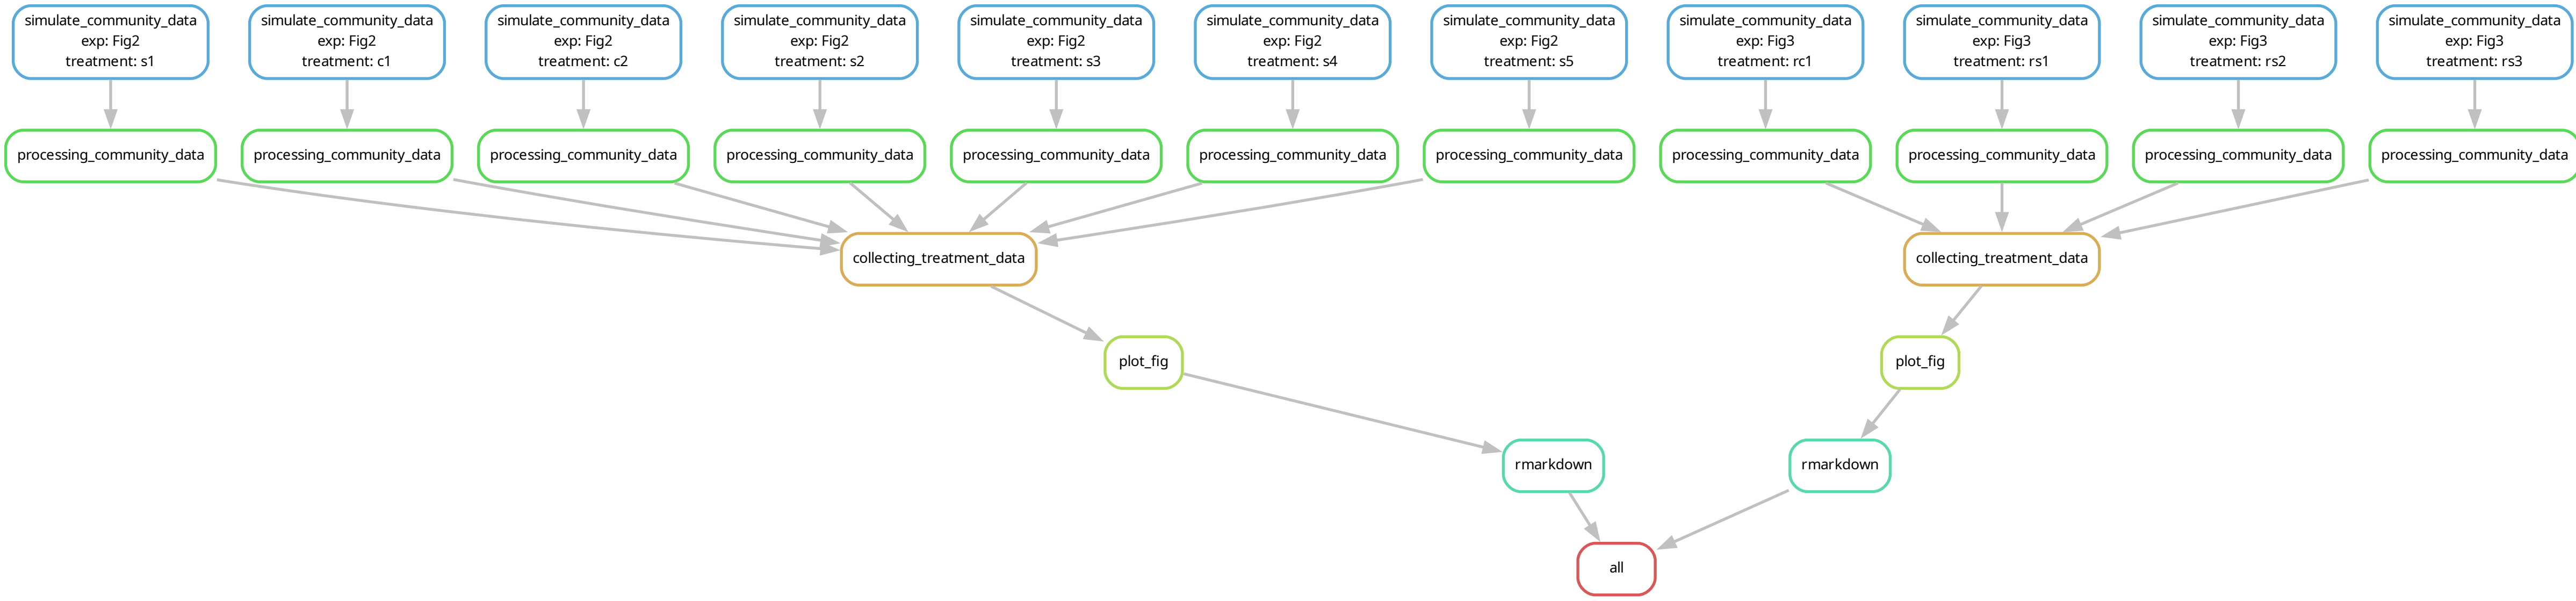 simulate_community_data
exp: Fig2
treatment: s1
simulate_community_data
exp: Fig2
treatment: c1
simulate_community_data
exp: Fig2
treatment: c2
simulate_community_data
exp: Fig2
treatment: s2
simulate_community_data
exp: Fig2
treatment: s3
simulate_community_data
exp: Fig2
treatment: s4
simulate_community_data
exp: Fig2
treatment: s5
simulate_community_data
exp: Fig3
treatment: rc1
simulate_community_data
exp: Fig3
treatment: rs1
simulate_community_data
exp: Fig3
treatment: rs2
simulate_community_data
exp: Fig3
treatment: rs3
processing_community_data
processing_community_data
processing_community_data
processing_community_data
processing_community_data
processing_community_data
processing_community_data
processing_community_data
processing_community_data
processing_community_data
processing_community_data
collecting_treatment_data
collecting_treatment_data
plot_fig
plot_fig
rmarkdown
rmarkdown
all